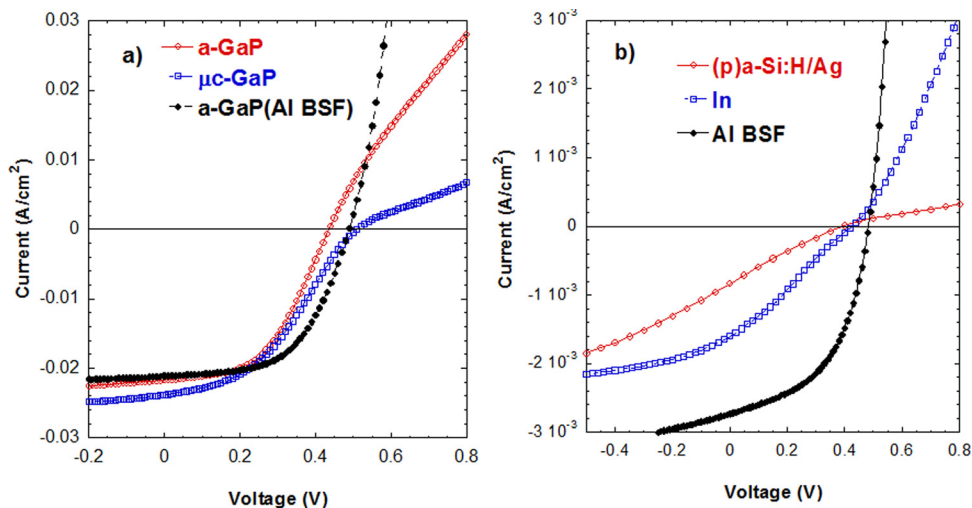 a)
a-GaP
μc-GaP
a-GaP(Al BSF)
Current (A/cm²)
0.03
0.02
0.01
0
-0.01
-0.02
-0.03
-0.2
0
0.2
0.4
0.6
0.8
Voltage (V)
b)
(p)a-Si:H/Ag
In
Al BSF
Current (A/cm²)
3 10⁻³
2 10⁻³
1 10⁻³
0
-1 10⁻³
-2 10⁻³
-3 10⁻³
-0.4
-0.2
0
0.2
0.4
0.6
0.8
Voltage (V)